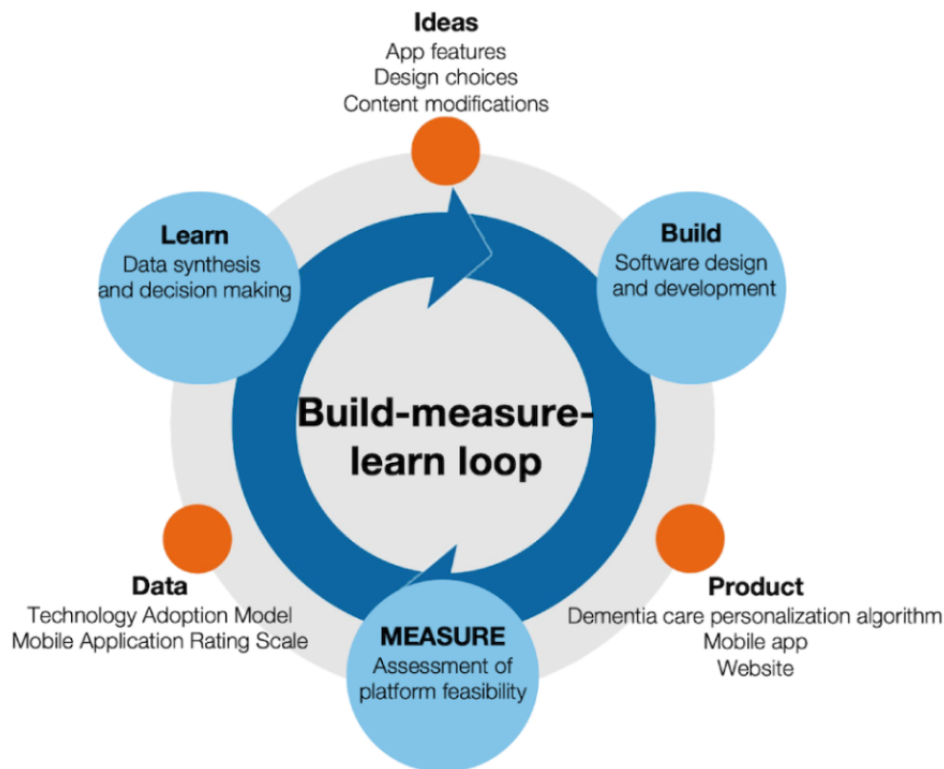 Ideas
App features
Design choices
Content modifications
Learn
Data synthesis
and decision making
Build
Software design
and development
Build-measure-
learn loop
Data
Technology Adoption Model
Mobile Application Rating Scale
MEASURE
Assessment of
platform feasibility
Product
Dementia care personalization algorithm
Mobile app
Website